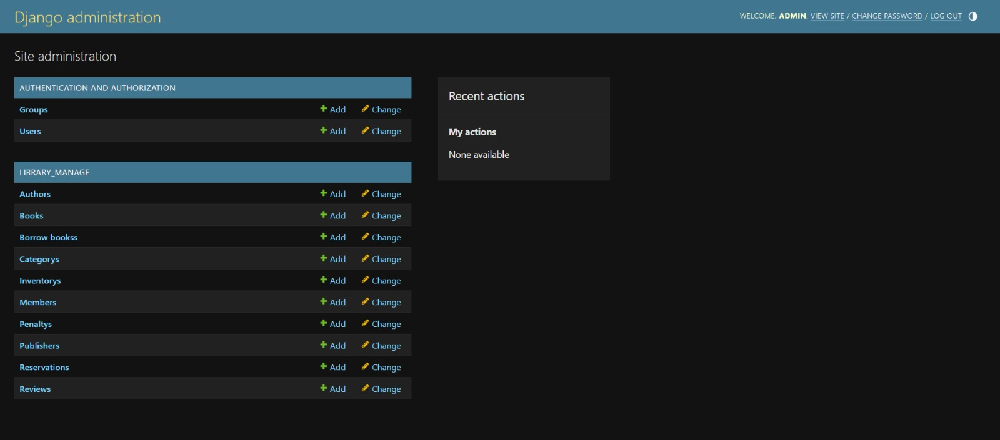 Django administration
WELCOME, ADMIN. VIEW SITE / CHANGE PASSWORD / LOG OUT
Site administration
AUTHENTICATION AND AUTHORIZATION
Groups Add Change
Users Add Change
LIBRARY_MANAGE
Authors Add Change
Books Add Change
Borrow bookss Add Change
Categorys Add Change
Inventorys Add Change
Members Add Change
Penaltys Add Change
Publishers Add Change
Reservations Add Change
Reviews Add Change
Recent actions
My actions
None available